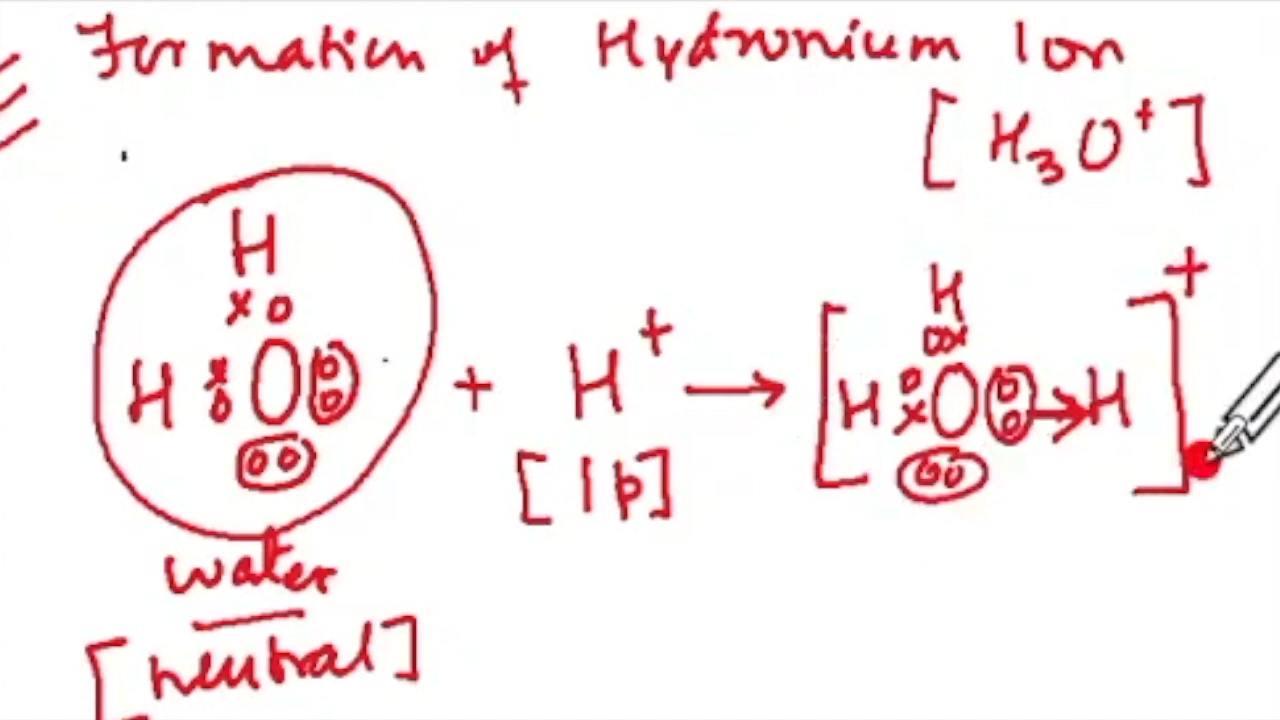 Formation of Hydronium Ion
[H₃O⁺]
H
x o
H x o O o o
o o
+ H⁺ → [H o x O o o → H]⁺
H
o x
o o
[1p]
water
[neutral]